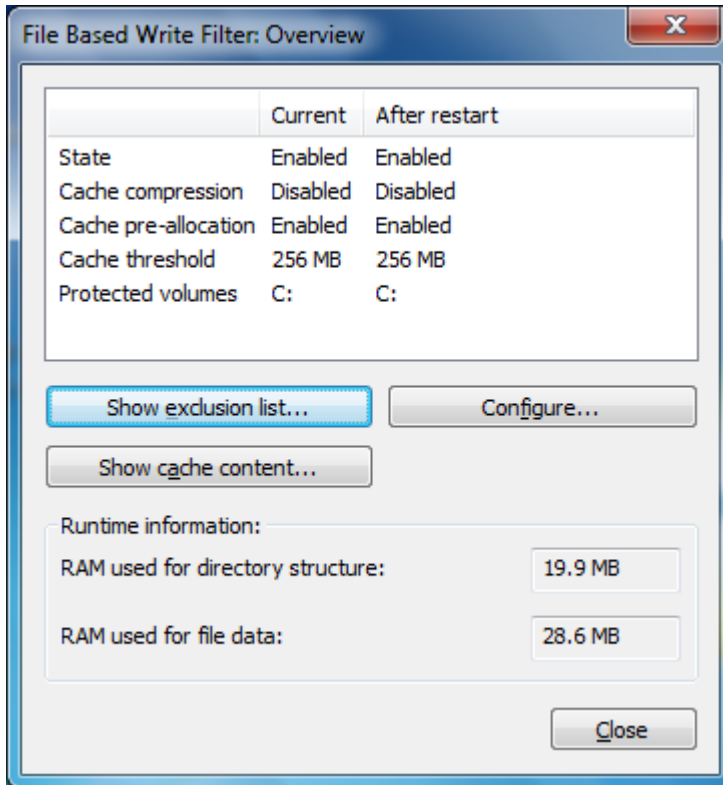 File Based Write Filter: Overview
Current After restart
State Enabled Enabled
Cache compression Disabled Disabled
Cache pre-allocation Enabled Enabled
Cache threshold 256 MB 256 MB
Protected volumes C: C:
Show exclusion list... Configure...
Show cache content...
Runtime information:
RAM used for directory structure: 19.9 MB
RAM used for file data: 28.6 MB
Close